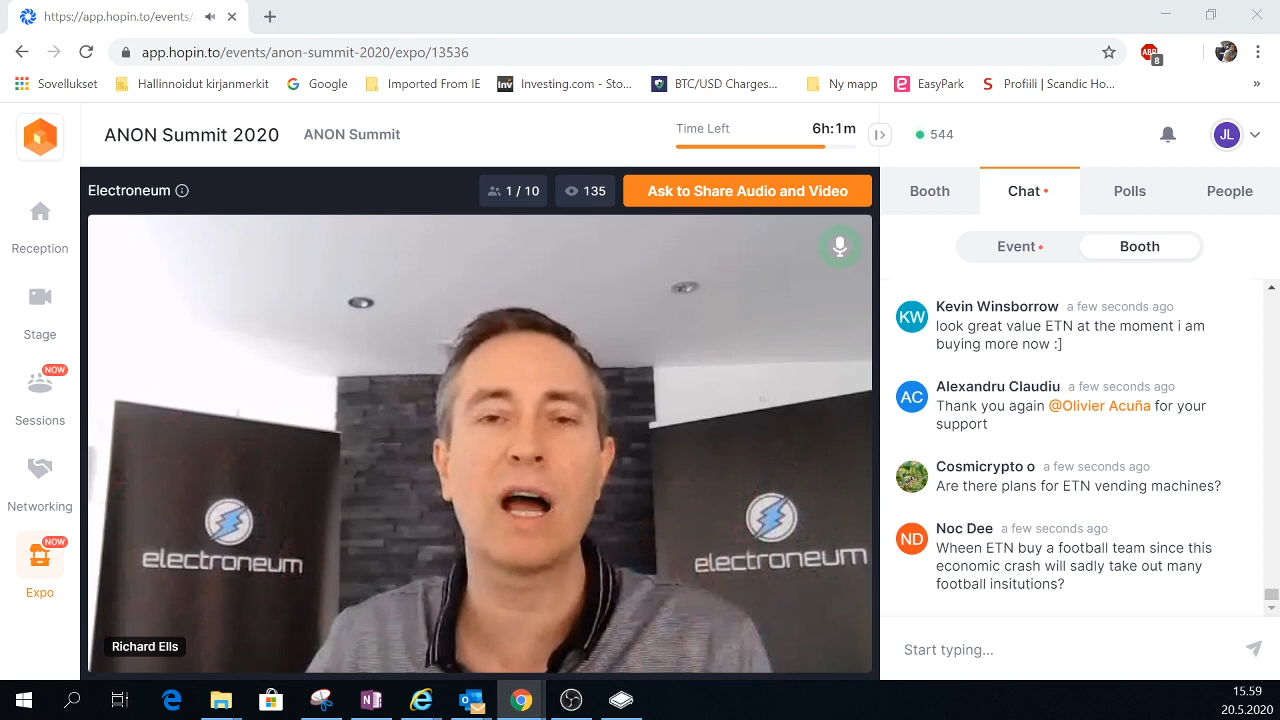 https://app.hopin.to/events/
app.hopin.to/events/anon-summit-2020/expo/13536
ABP
8
Sovellukset
Hallinnoidut kirjanmerkit
Google
Imported From IE
Inv
Investing.com - Sto...
BTC/USD Charges...
Ny mapp
EasyPark
S
Profiili | Scandic Ho...
»
ANON Summit 2020
ANON Summit
Time Left
6h:1m
544
JL
Electroneum
1 / 10
135
Ask to Share Audio and Video
Booth
Chat
Polls
People
Reception
Stage
NOW
Sessions
Networking
NOW
Expo
Event
Booth
KW
Kevin Winsborrow a few seconds ago
look great value ETN at the moment i am
buying more now :]
AC
Alexandru Claudiu a few seconds ago
Thank you again @Olivier Acuña for your
support
Cosmicrypto o a few seconds ago
Are there plans for ETN vending machines?
ND
Noc Dee a few seconds ago
Wheen ETN buy a football team since this
economic crash will sadly take out many
football insitutions?
electroneum
electroneum
Richard Ells
Start typing...
15.59
20.5.2020